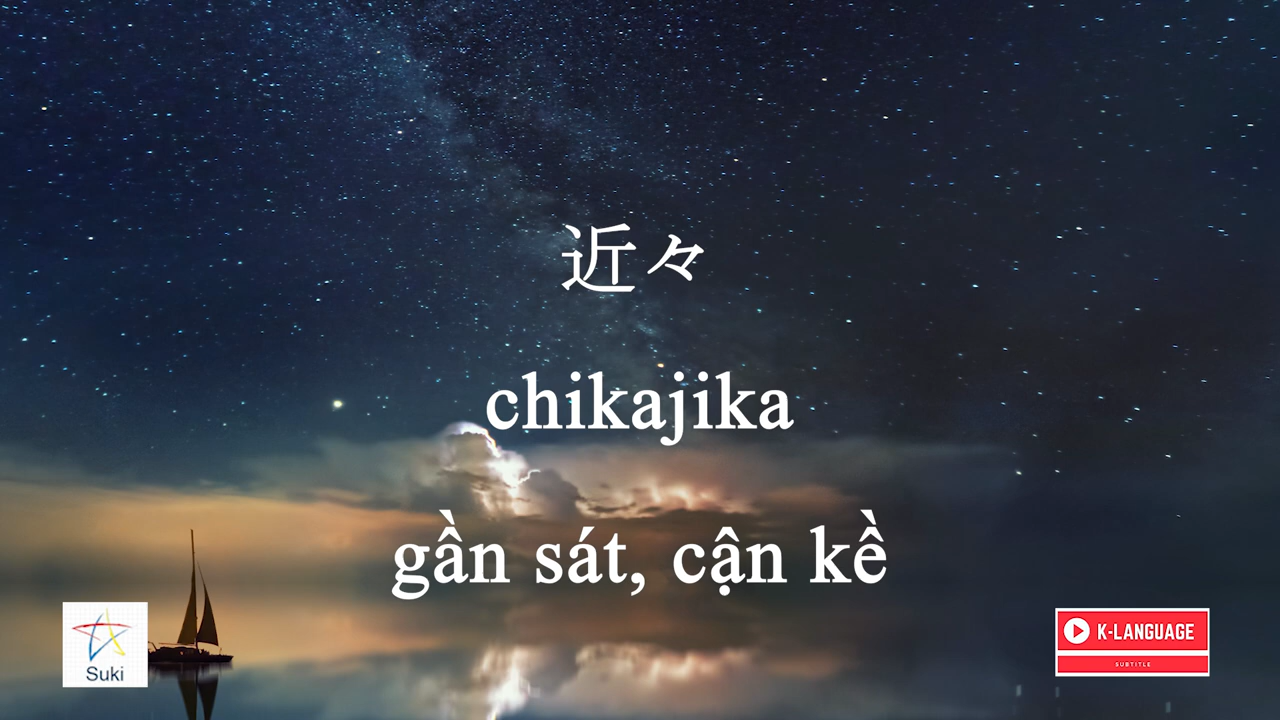 近々
chikajika
gần sát, cận kề
Suki
K-LANGUAGE
SUBTITLE